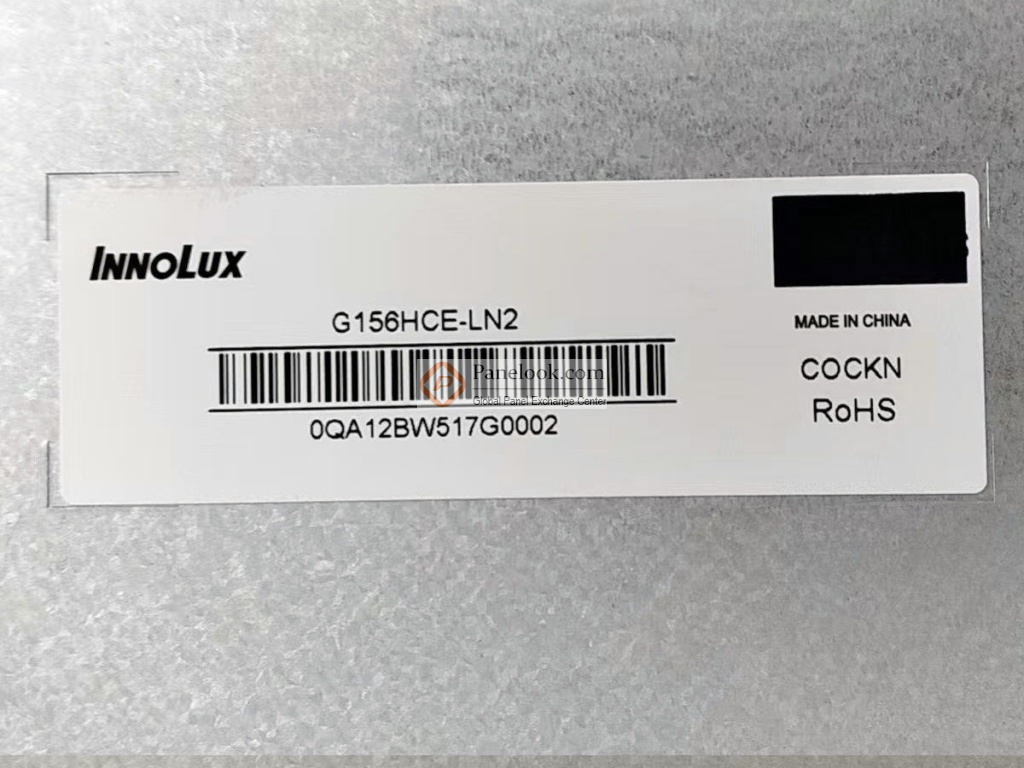 INNOLUX
G156HCE-LN2
MADE IN CHINA
Panelook.com
Global Panel Exchange Center
COCKN
0QA12BW517G0002
RoHS